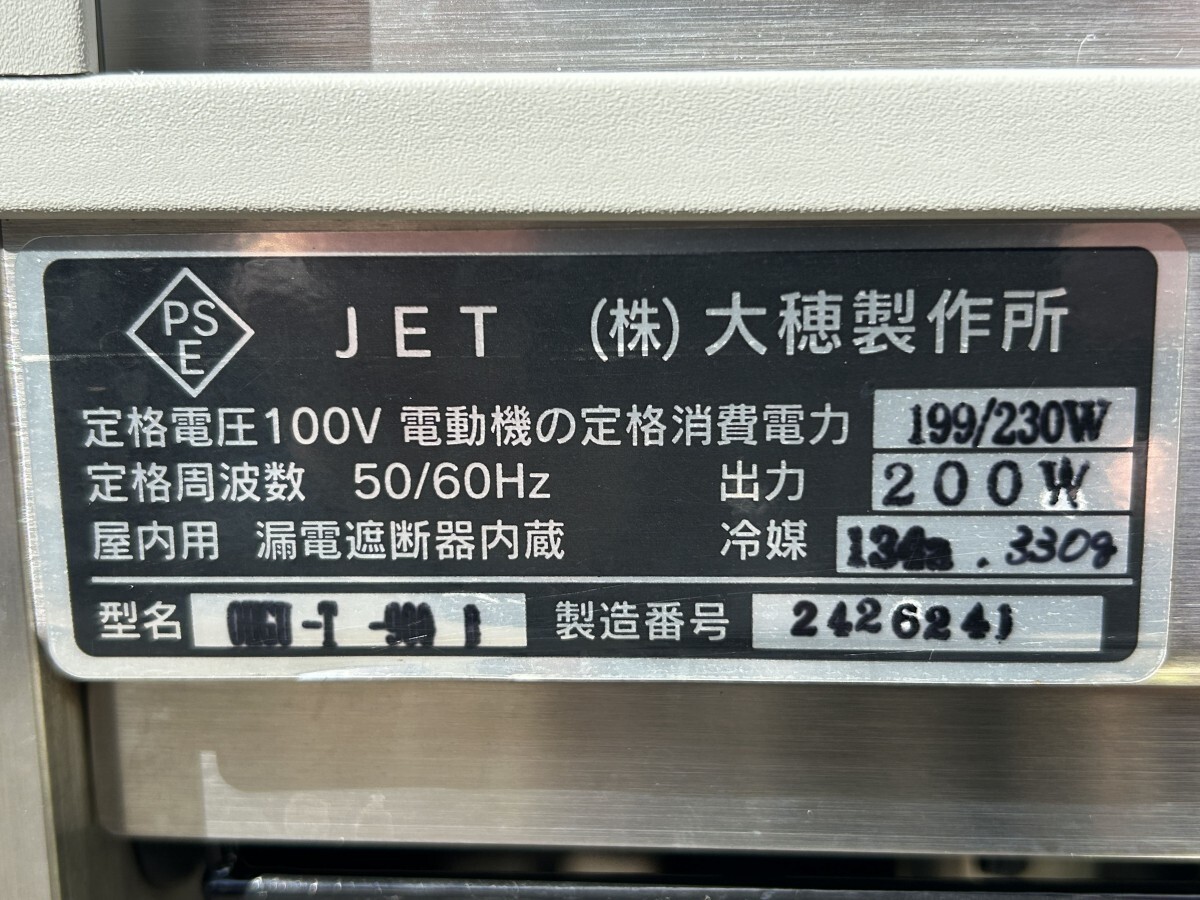 PSE JET (株)大穂製作所
定格電圧100V 電動機の定格消費電力 199/230W
定格周波数 50/60Hz 出力 200W
屋内用 漏電遮断器内蔵 冷媒 134a . 330g
型名 製造番号 2426241